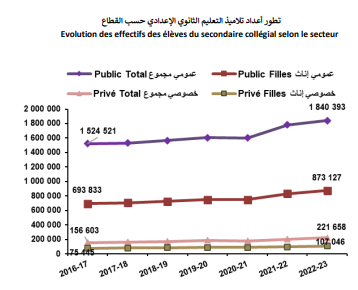 تطور أعداد تلاميذ التعليم الثانوي الإعدادي حسب القطاع
Evolution des effectifs des élèves du secondaire collégial selon le secteur
Public Total عمومي مجموع
Public Filles عمومي إناث
Privé Total خصوصي مجموع
Privé Filles خصوصي إناث
2 000 000
1 840 393
1 800 000
1 600 000
1 524 521
1 400 000
1 200 000
1 000 000
873 127
800 000
693 833
600 000
400 000
156 603
221 658
200 000
107 046
0
75 445
2016-17
2017-18
2018-19
2019-20
2020-21
2021-22
2022-23